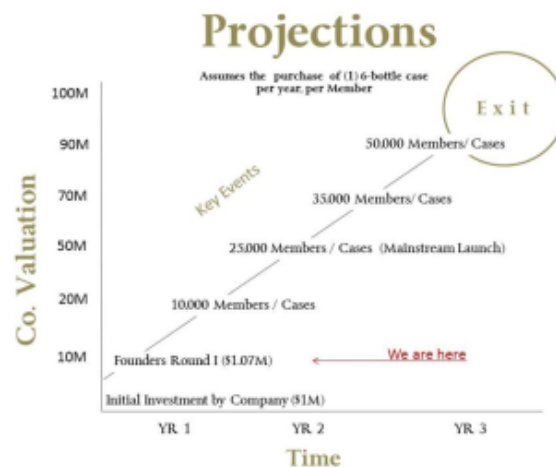 Projections
Assumes the purchase of (1) 6-bottle case
per year, per Member
100M
Exit
90M
50,000 Members/ Cases
Key Events
70M
35,000 Members/ Cases
50M
25,000 Members / Cases (Mainstream Launch)
20M
10,000 Members / Cases
10M
Founders Round I ($1.07M)
We are here
Initial Investment by Company ($1M)
Co. Valuation
YR 1
YR 2
YR 3
Time